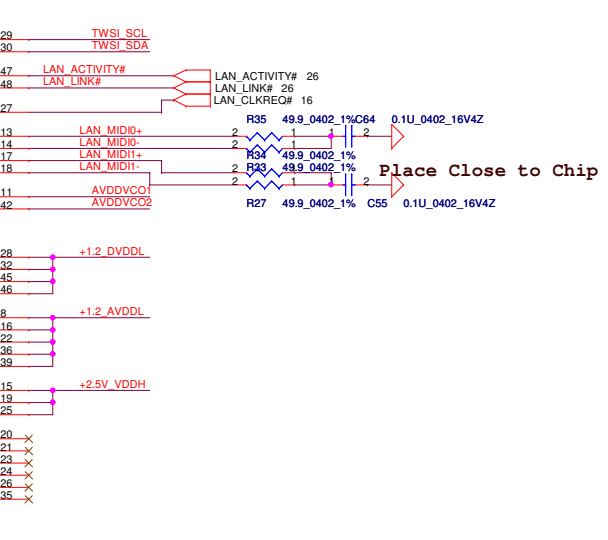 29 TWSI_SCL
30 TWSI_SDA
47 LAN_ACTIVITY# LAN_ACTIVITY# 26
48 LAN_LINK# LAN_LINK# 26
27 LAN_CLKREQ# 16
R35 49.9_0402_1% C64 0.1U_0402_16V4Z
13 LAN_MIDI0+ 2 1 1 2
14 LAN_MIDI0- 2 1
R34 49.9_0402_1%
17 LAN_MIDI1+ R33 49.9_0402_1% Place Close to Chip
18 LAN_MIDI1- 2 1
2 1 1 2
11 AVDDVCO1
42 AVDDVCO2 R27 49.9_0402_1% C55 0.1U_0402_16V4Z
28 +1.2_DVDDL
32
45
46
8 +1.2_AVDDL
16
22
36
39
15 +2.5V_VDDH
19
25
20
21
23
24
26
35